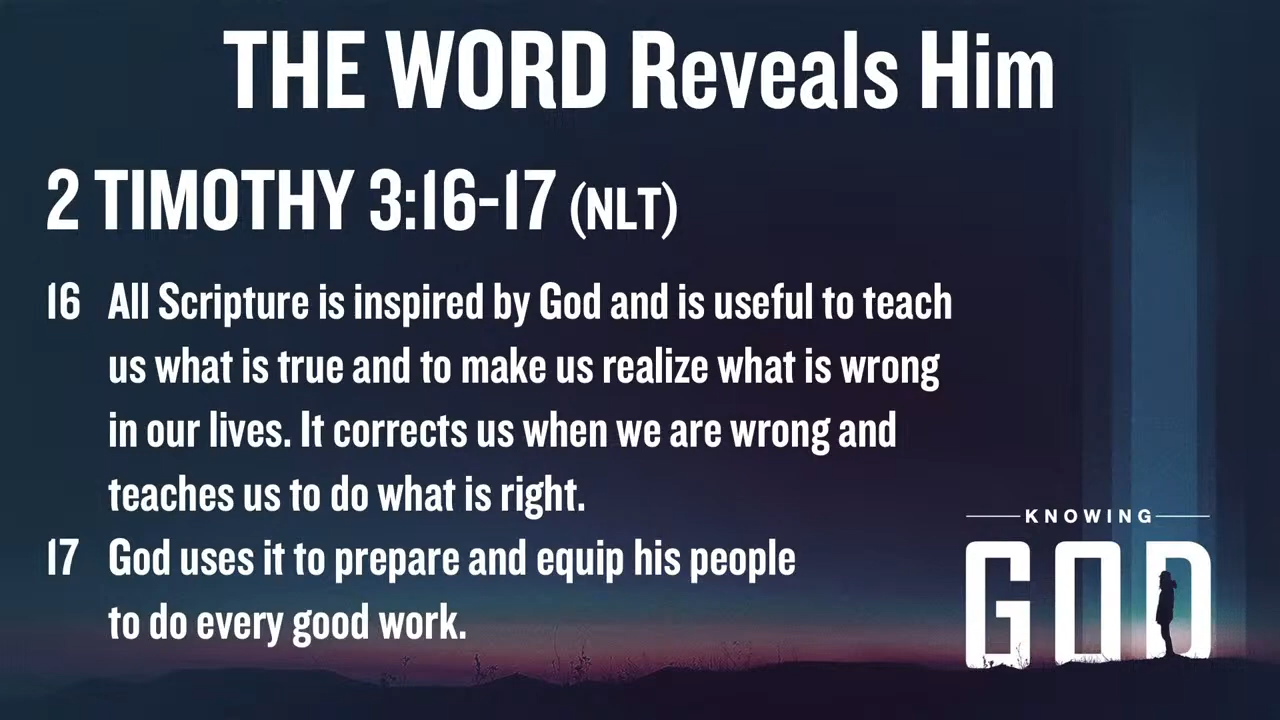 THE WORD Reveals Him
2 TIMOTHY 3:16-17 (NLT)
16 All Scripture is inspired by God and is useful to teach
us what is true and to make us realize what is wrong
in our lives. It corrects us when we are wrong and
teaches us to do what is right.
17 God uses it to prepare and equip his people
to do every good work.
KNOWING
GOD